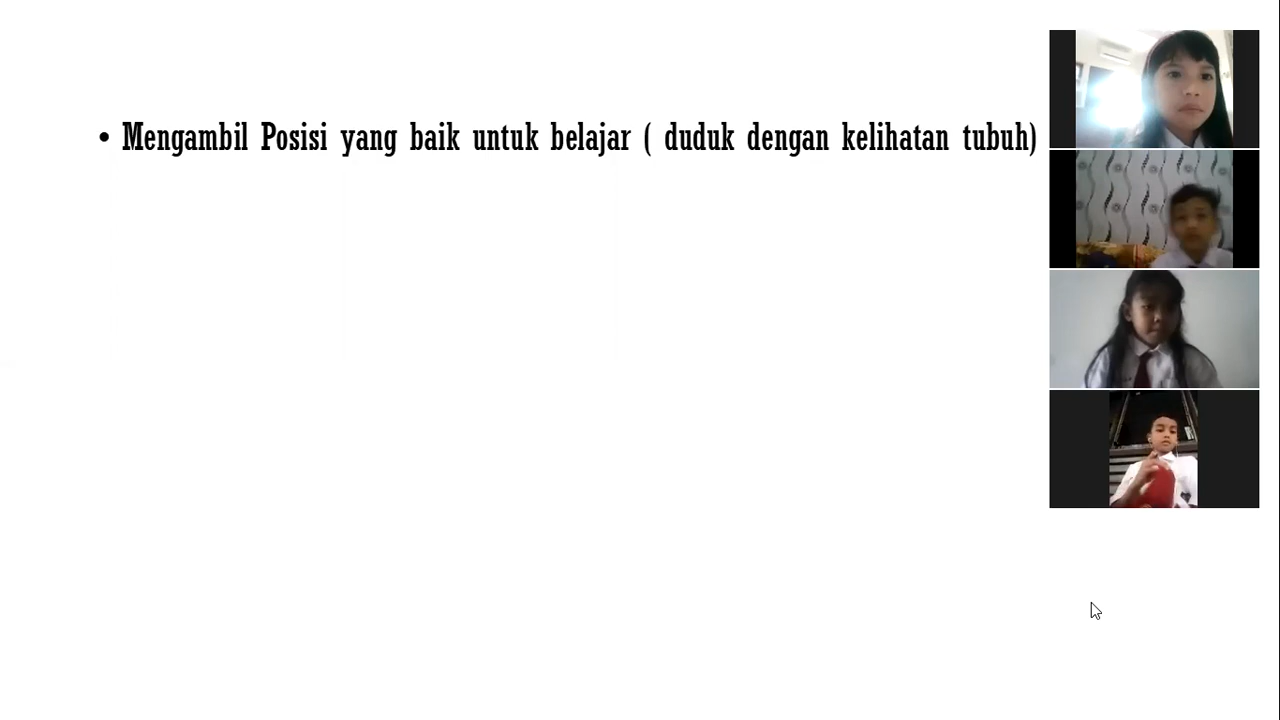 • Mengambil Posisi yang baik untuk belajar ( duduk dengan kelihatan tubuh)